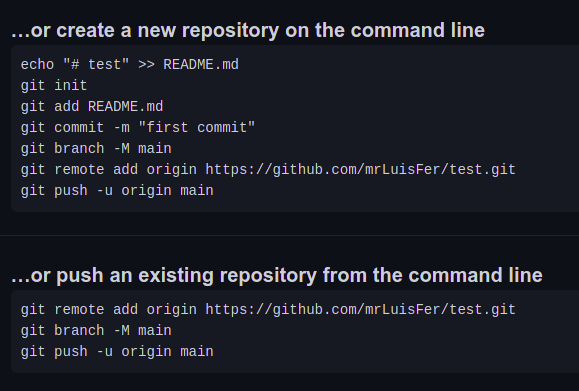 ...or create a new repository on the command line
echo "# test" >> README.md
git init
git add README.md
git commit -m "first commit"
git branch -M main
git remote add origin https://github.com/mrLuisFer/test.git
git push -u origin main
...or push an existing repository from the command line
git remote add origin https://github.com/mrLuisFer/test.git
git branch -M main
git push -u origin main